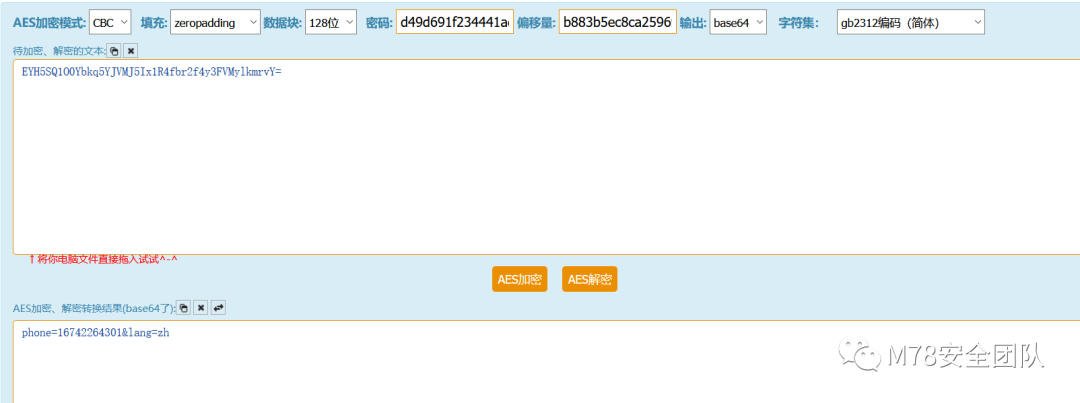 AES加密模式: CBC 填充: zeropadding 数据块: 128位 密码: d49d691f234441a 偏移量: b883b5ec8ca2596 输出: base64 字符集: gb2312编码（简体）
待加密、解密的文本:
EYH5SQ1O0Ybkq5YJVMJ5Ix1R4fbr2f4y3FVMylkmrvY=
↑将你电脑文件直接拖入试试^-^
AES加密 AES解密
AES加密、解密转换结果(base64了):
phone=16742264301&lang=zh
M78安全团队